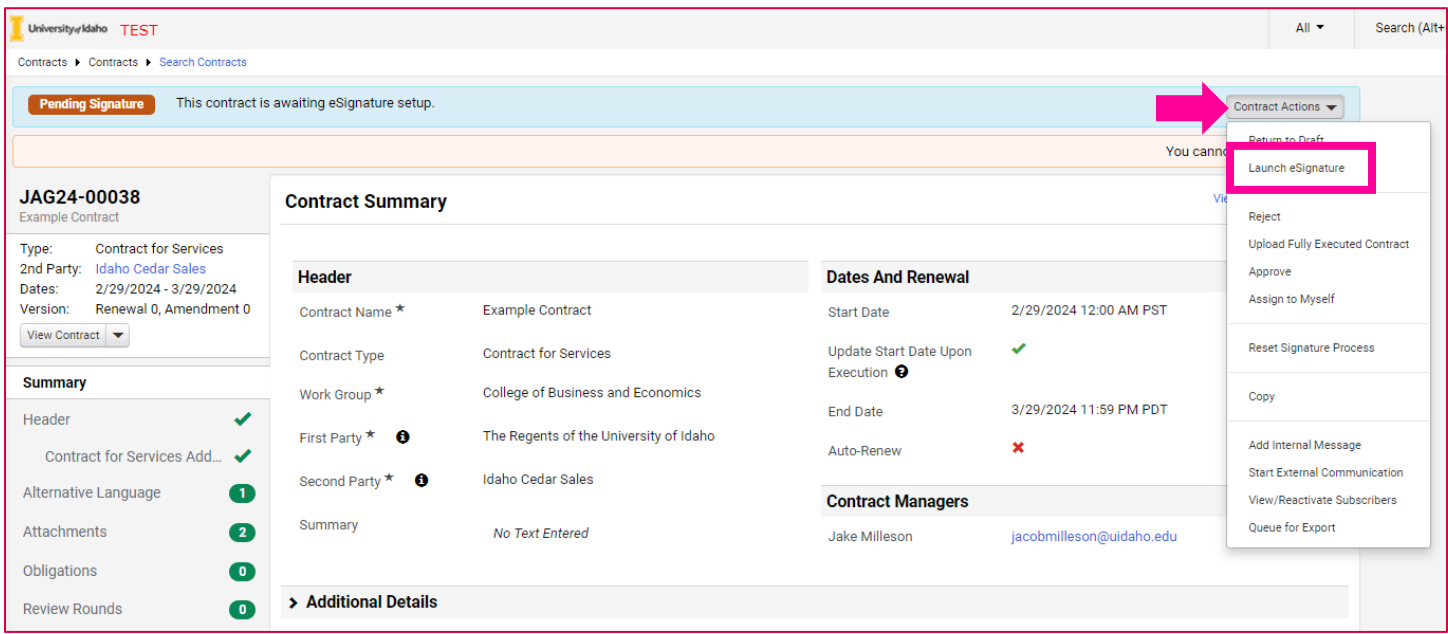 University of Idaho TEST
All
Search (Alt+
Contracts Contracts Search Contracts
Pending Signature This contract is awaiting eSignature setup.
Contract Actions
You cannot
Return to Draft
Launch eSignature
Reject
Upload Fully Executed Contract
Approve
Assign to Myself
Reset Signature Process
Copy
Add Internal Message
Start External Communication
View/Reactivate Subscribers
Queue for Export
JAG24-00038
Example Contract
Type: Contract for Services
2nd Party: Idaho Cedar Sales
Dates: 2/29/2024 - 3/29/2024
Version: Renewal 0, Amendment 0
View Contract
Summary
Header
Contract for Services Add...
Alternative Language 1
Attachments 2
Obligations 0
Review Rounds 0
Contract Summary
Header
Contract Name ★ Example Contract
Contract Type Contract for Services
Work Group ★ College of Business and Economics
First Party ★ The Regents of the University of Idaho
Second Party ★ Idaho Cedar Sales
Summary No Text Entered
Dates And Renewal
Start Date 2/29/2024 12:00 AM PST
Update Start Date Upon
Execution
End Date 3/29/2024 11:59 PM PDT
Auto-Renew
Contract Managers
Jake Milleson jacobmilleson@uidaho.edu
Additional Details